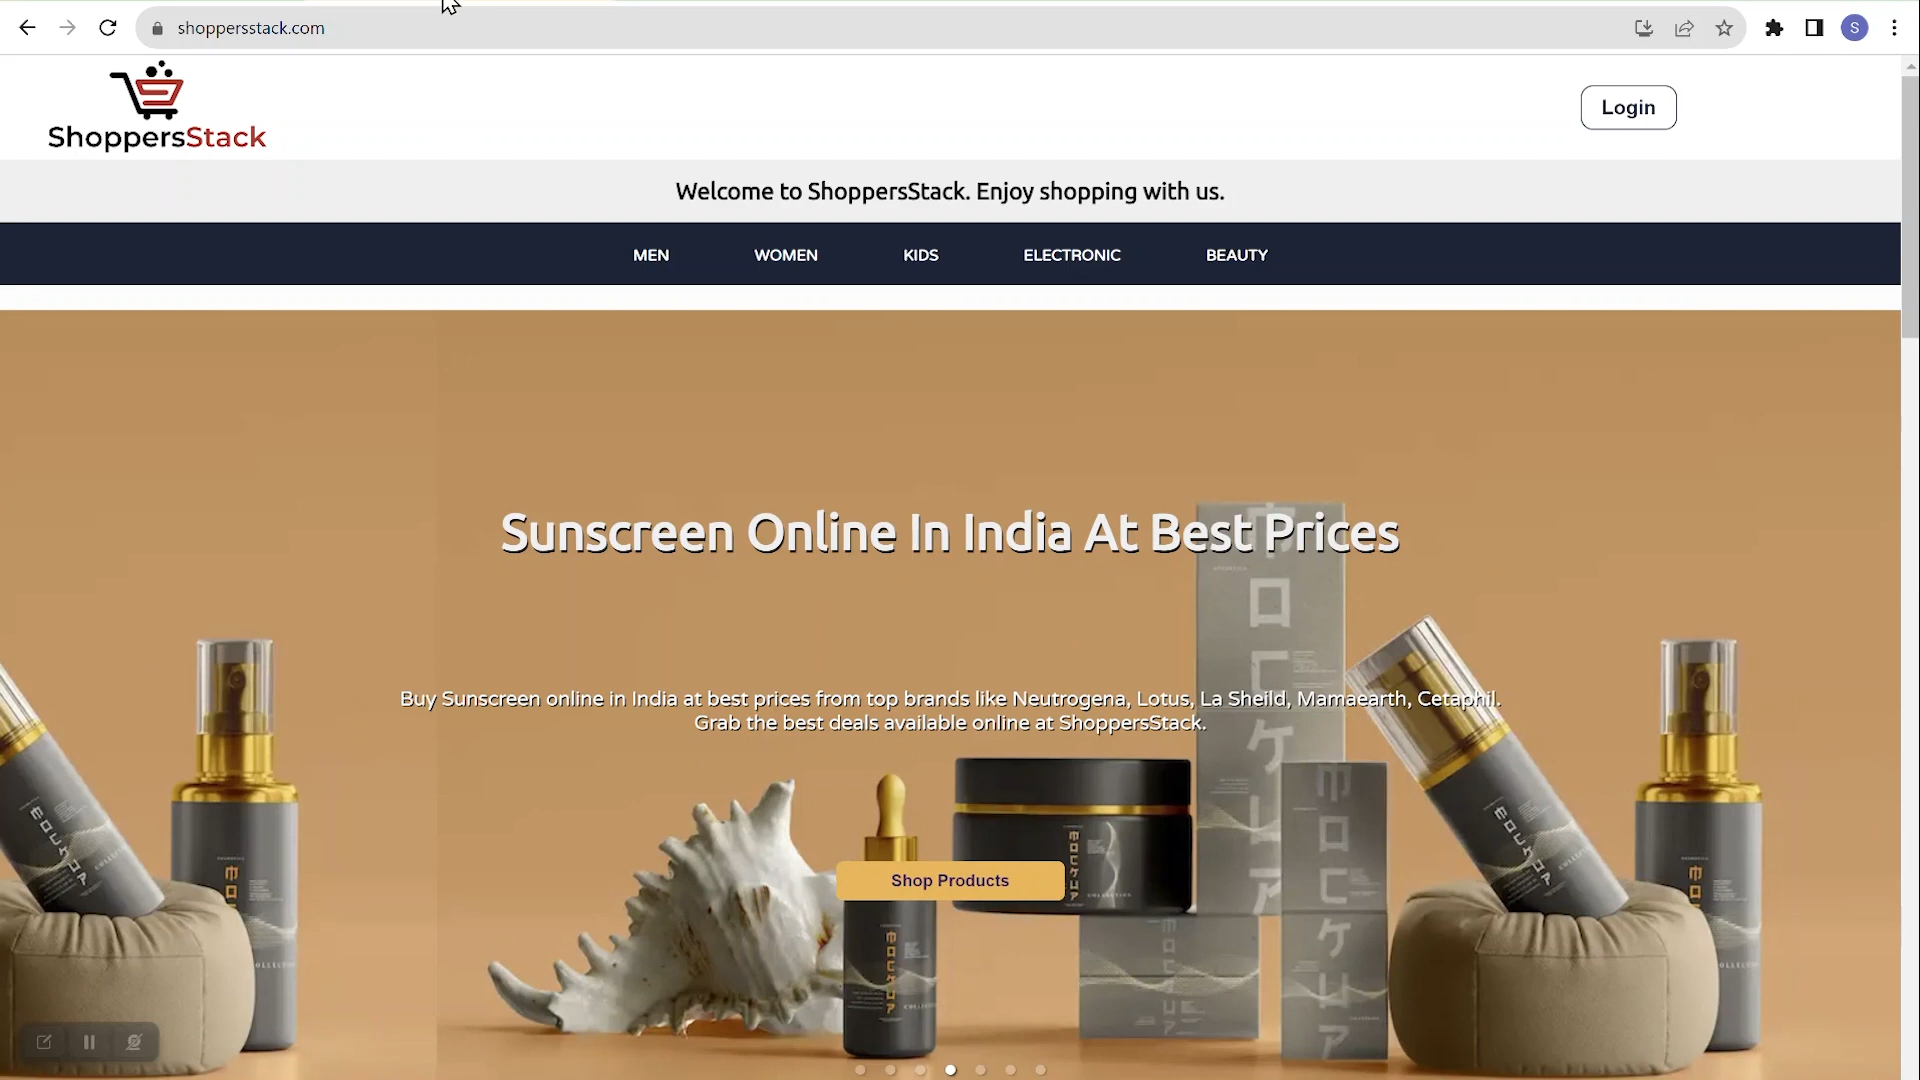 shoppersstack.com
S
ShoppersStack
Login
Welcome to ShoppersStack. Enjoy shopping with us.
MEN
WOMEN
KIDS
ELECTRONIC
BEAUTY
Sunscreen Online In India At Best Prices
Buy Sunscreen online in India at best prices from top brands like Neutrogena, Lotus, La Sheild, Mamaearth, Cetaphil.
Grab the best deals available online at ShoppersStack.
Shop Products